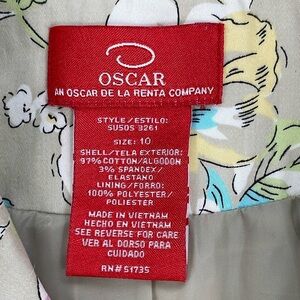 OSCAR
AN OSCAR DE LA RENTA COMPANY
STYLE/ESTILO:
SUS0S 3261
SIZE: 10
SHELL/TELA EXTERIOR:
97% COTTON/ALGODON
3% SPANDEX/
ELASTANO
LINING/FORRO:
100% POLYESTER/
POLIESTER
MADE IN VIETNAM
HECHO EN VIETNAM
SEE REVERSE FOR CARE
VER AL DORSO PARA
CUIDADO
RN# 51735